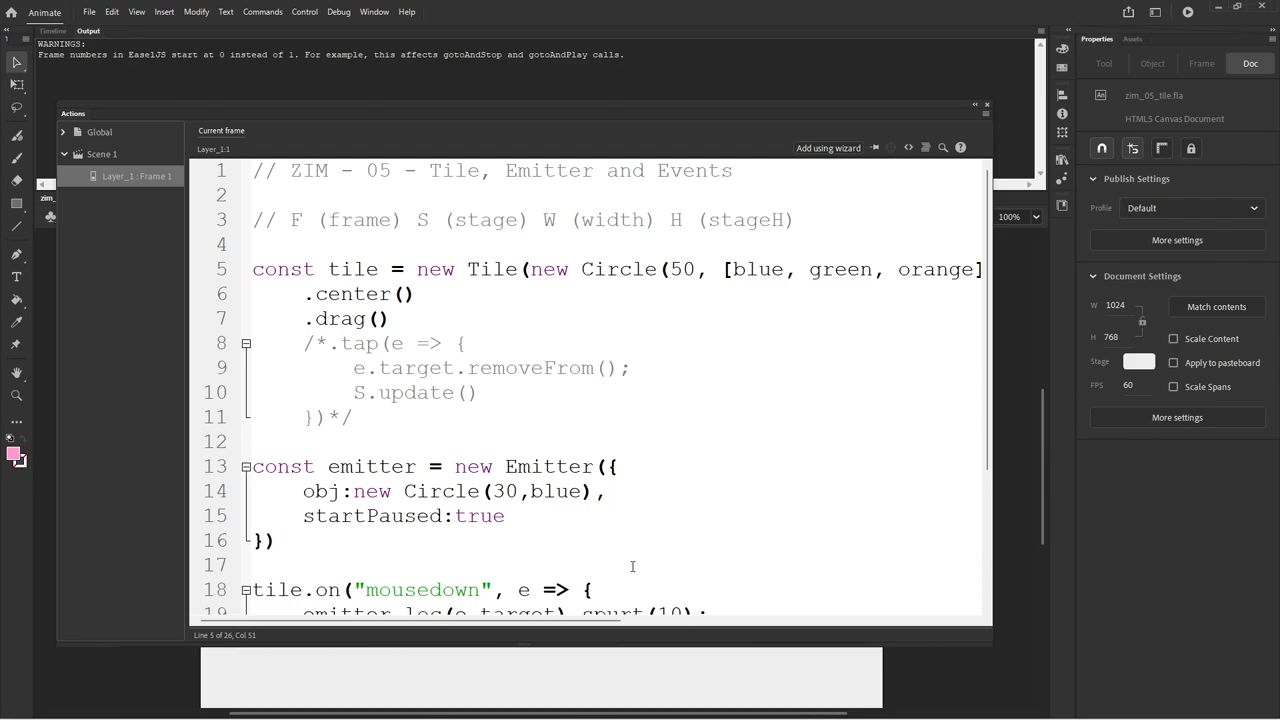 Animate File Edit View Insert Modify Text Commands Control Debug Window Help
Timeline Output
WARNINGS:
Frame numbers in EaselJS start at 0 instead of 1. For example, this affects gotoAndStop and gotoAndPlay calls.
Actions
Global
Scene 1
Layer_1 : Frame 1
Current frame
Layer_1:1
Add using wizard
1 // ZIM - 05 - Tile, Emitter and Events
2
3 // F (frame) S (stage) W (width) H (stageH)
4
5 const tile = new Tile(new Circle(50, [blue, green, orange]
6 .center()
7 .drag()
8 /*.tap(e => {
9 e.target.removeFrom();
10 S.update()
11 })*/
12
13 const emitter = new Emitter({
14 obj:new Circle(30,blue),
15 startPaused:true
16 })
17
18 tile.on("mousedown", e => {
19 emitter.loc(e.target).spurt(10);
Line 5 of 26, Col 51
100%
Properties Assets
Tool Object Frame Doc
zim_05_tile.fla
HTML5 Canvas Document
Publish Settings
Profile Default
More settings
Document Settings
W 1024
Match contents
H 768
Scale Content
Stage
Apply to pasteboard
FPS 60
Scale Spans
More settings